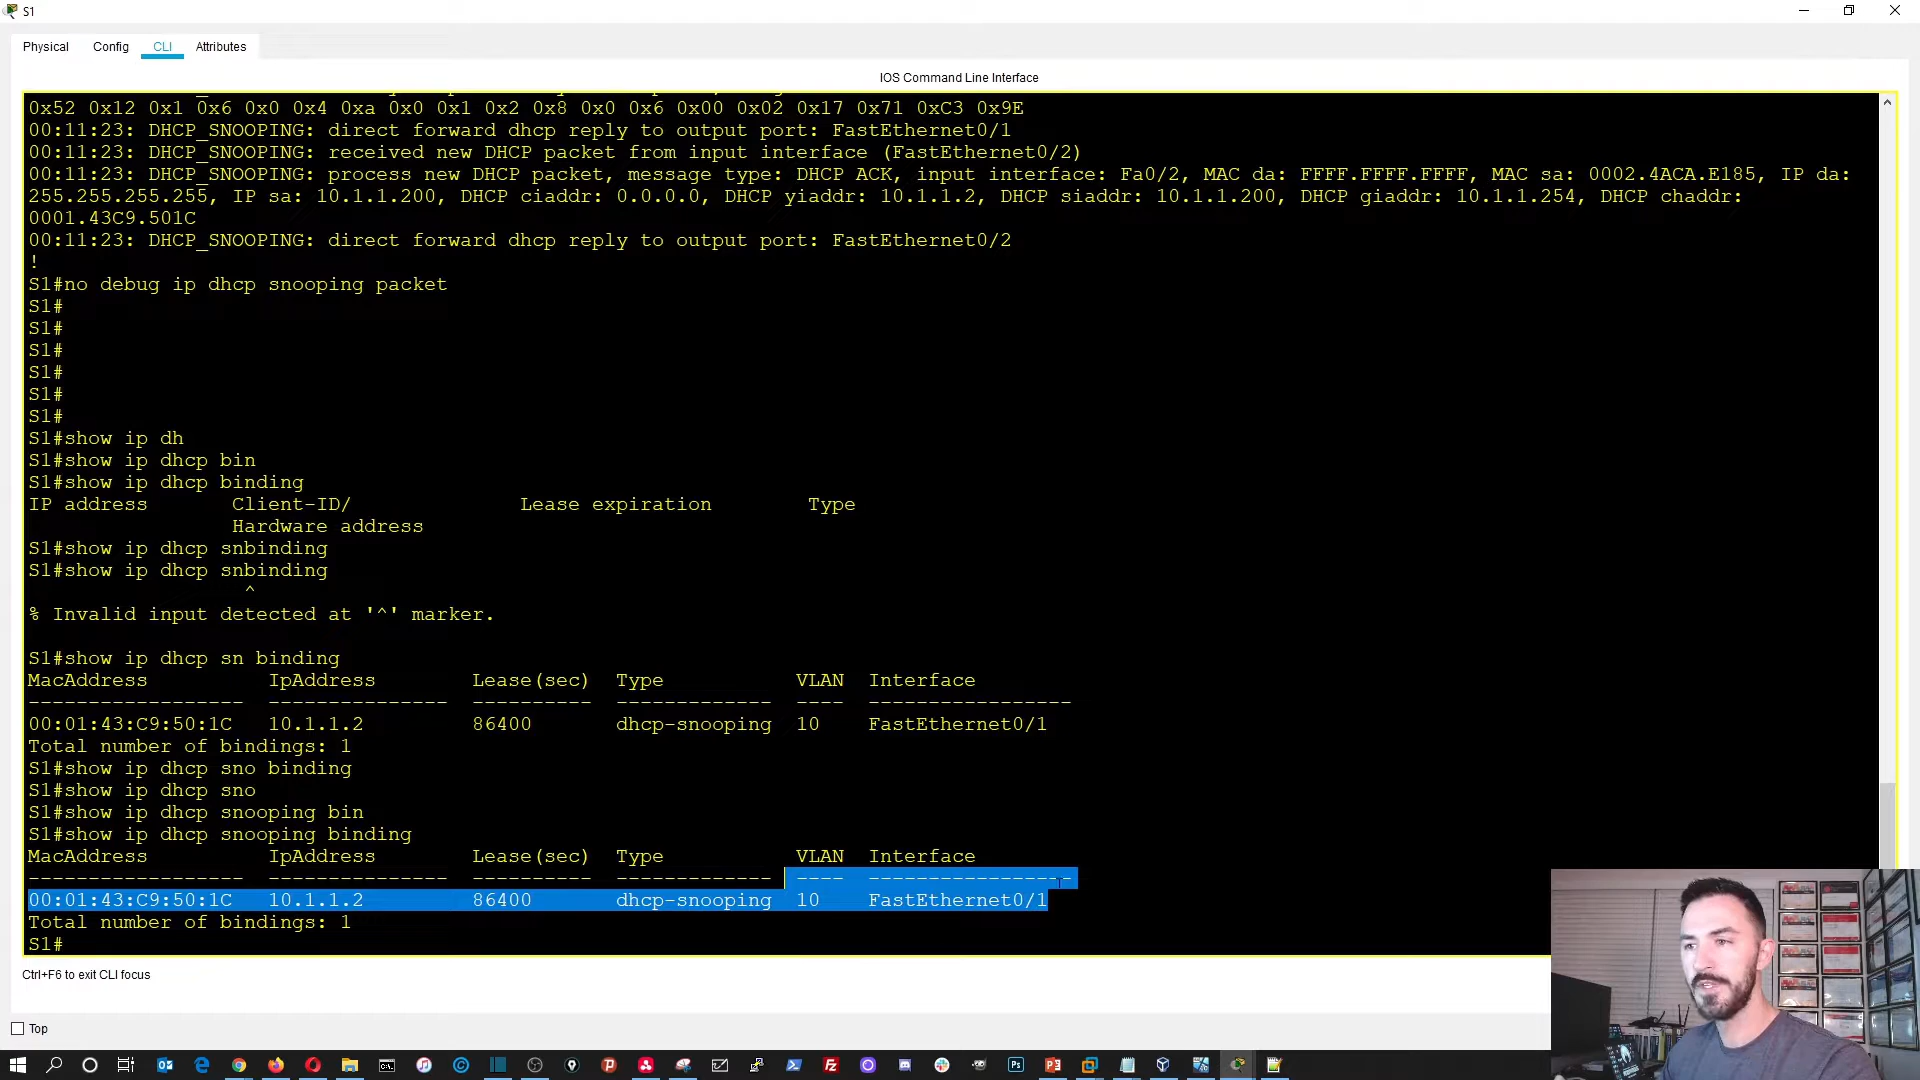 S1
Physical Config CLI Attributes
IOS Command Line Interface
0x52 0x12 0x1 0x6 0x0 0x4 0xa 0x0 0x1 0x2 0x8 0x0 0x6 0x00 0x02 0x17 0x71 0xC3 0x9E
00:11:23: DHCP_SNOOPING: direct forward dhcp reply to output port: FastEthernet0/1
00:11:23: DHCP_SNOOPING: received new DHCP packet from input interface (FastEthernet0/2)
00:11:23: DHCP_SNOOPING: process new DHCP packet, message type: DHCP ACK, input interface: Fa0/2, MAC da: FFFF.FFFF.FFFF, MAC sa: 0002.4ACA.E185, IP da:
255.255.255.255, IP sa: 10.1.1.200, DHCP ciaddr: 0.0.0.0, DHCP yiaddr: 10.1.1.2, DHCP siaddr: 10.1.1.200, DHCP giaddr: 10.1.1.254, DHCP chaddr:
0001.43C9.501C
00:11:23: DHCP_SNOOPING: direct forward dhcp reply to output port: FastEthernet0/2
!
S1#no debug ip dhcp snooping packet
S1#
S1#
S1#
S1#
S1#
S1#
S1#show ip dh
S1#show ip dhcp bin
S1#show ip dhcp binding
IP address Client-ID/ Lease expiration Type
Hardware address
S1#show ip dhcp snbinding
S1#show ip dhcp snbinding
^
% Invalid input detected at '^' marker.
S1#show ip dhcp sn binding
MacAddress IpAddress Lease(sec) Type VLAN Interface
------------------ --------------- ---------- ------------- ---- -----------------
00:01:43:C9:50:1C 10.1.1.2 86400 dhcp-snooping 10 FastEthernet0/1
Total number of bindings: 1
S1#show ip dhcp sno binding
S1#show ip dhcp sno
S1#show ip dhcp snooping bin
S1#show ip dhcp snooping binding
MacAddress IpAddress Lease(sec) Type VLAN Interface
------------------ --------------- ---------- ------------- ---- -----------------
00:01:43:C9:50:1C 10.1.1.2 86400 dhcp-snooping 10 FastEthernet0/1
Total number of bindings: 1
S1#
Ctrl+F6 to exit CLI focus
Top